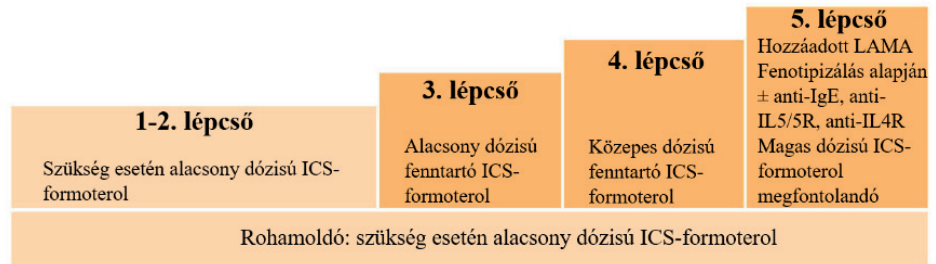 1-2. lépcső
Szükség esetén alacsony dózisú ICS-
formoterol
3. lépcső
Alacsony dózisú
fenntartó ICS-
formoterol
4. lépcső
Közepes dózisú
fenntartó ICS-
formoterol
5. lépcső
Hozzáadott LAMA
Fenotipizálás alapján
± anti-IgE, anti-
IL5/5R, anti-IL4R
Magas dózisú ICS-
formoterol
megfontolandó
Rohamoldó: szükség esetén alacsony dózisú ICS-formoterol